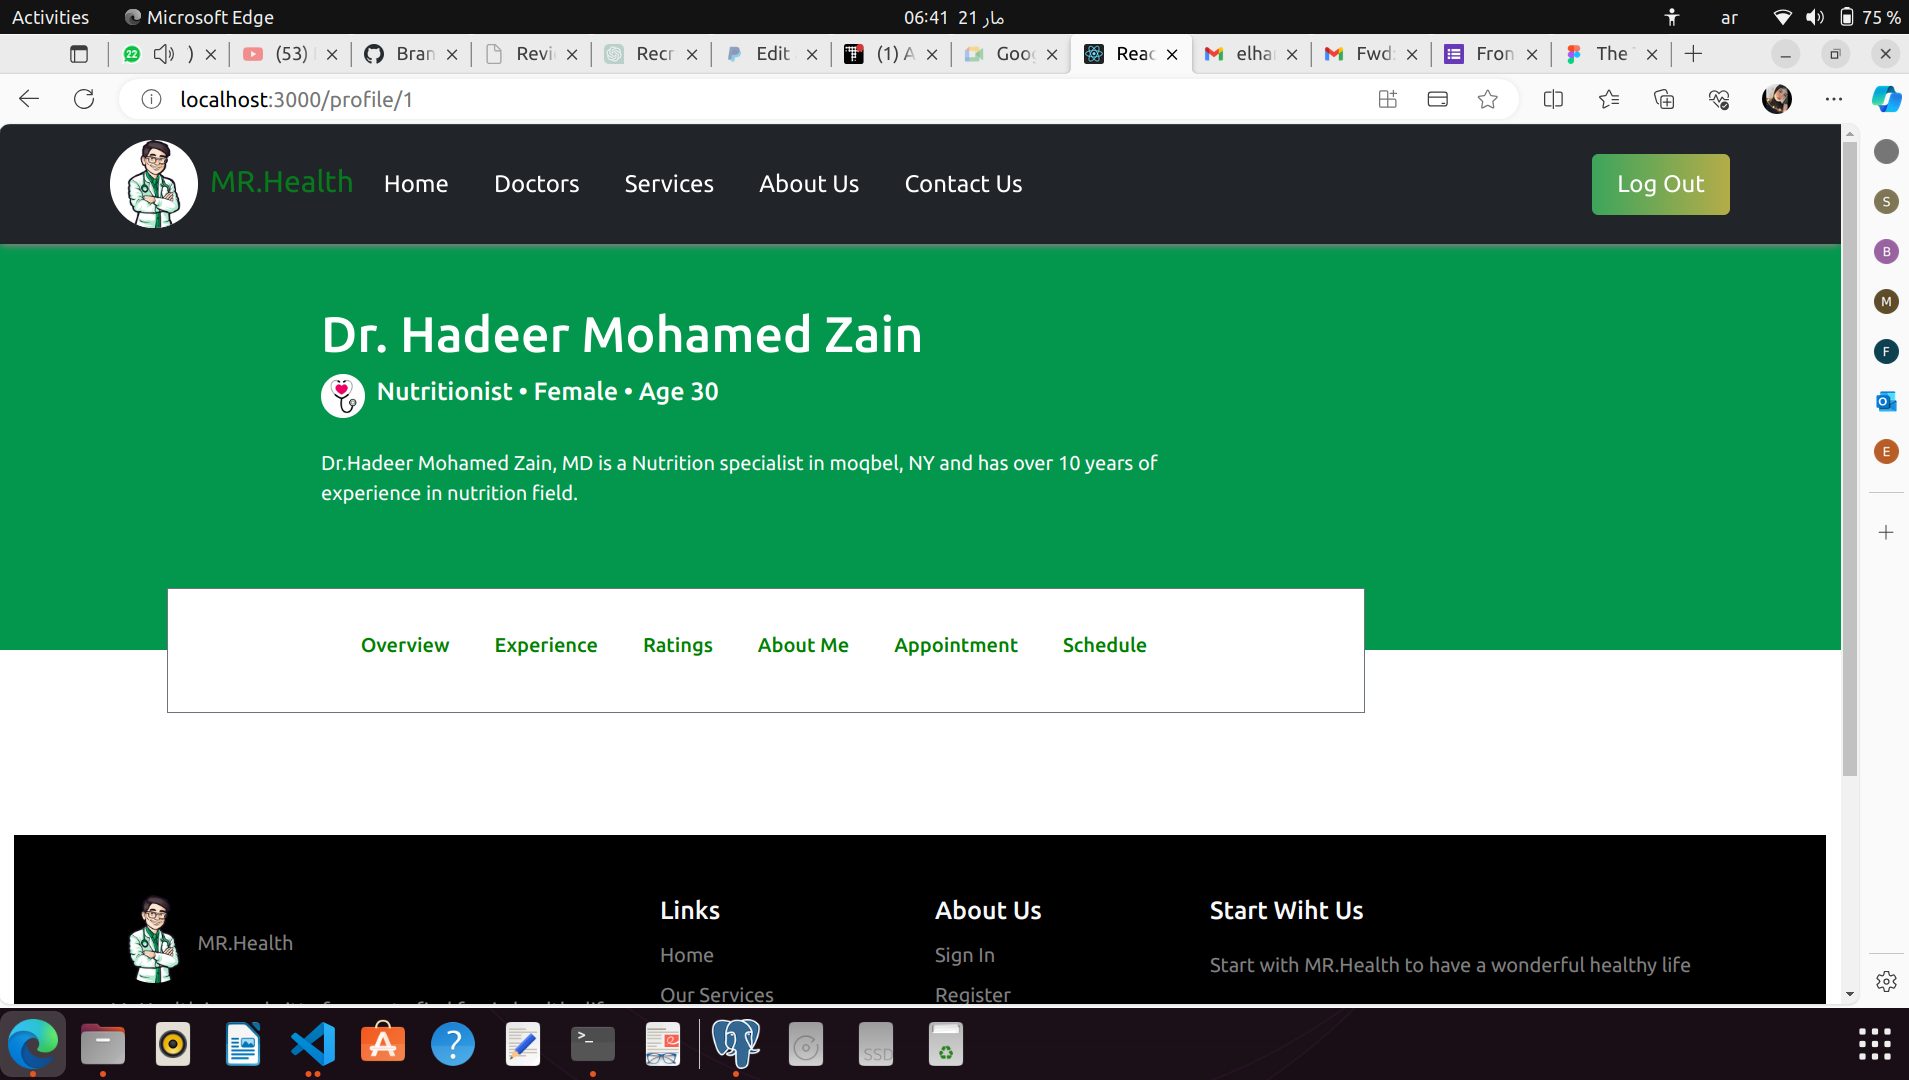 Activities Microsoft Edge 06:41 21 مار ar 75 %
22 ) (53) Bran Revi Recr Edit (1) A Goog Reac elhar Fwd: Fron The
localhost:3000/profile/1
MR.Health Home Doctors Services About Us Contact Us Log Out
S
B
M
F
E
Dr. Hadeer Mohamed Zain
Nutritionist • Female • Age 30
Dr.Hadeer Mohamed Zain, MD is a Nutrition specialist in moqbel, NY and has over 10 years of
experience in nutrition field.
Overview Experience Ratings About Me Appointment Schedule
Links About Us Start Wiht Us
MR.Health
Home Sign In
Start with MR.Health to have a wonderful healthy life
Our Services Register
SSD